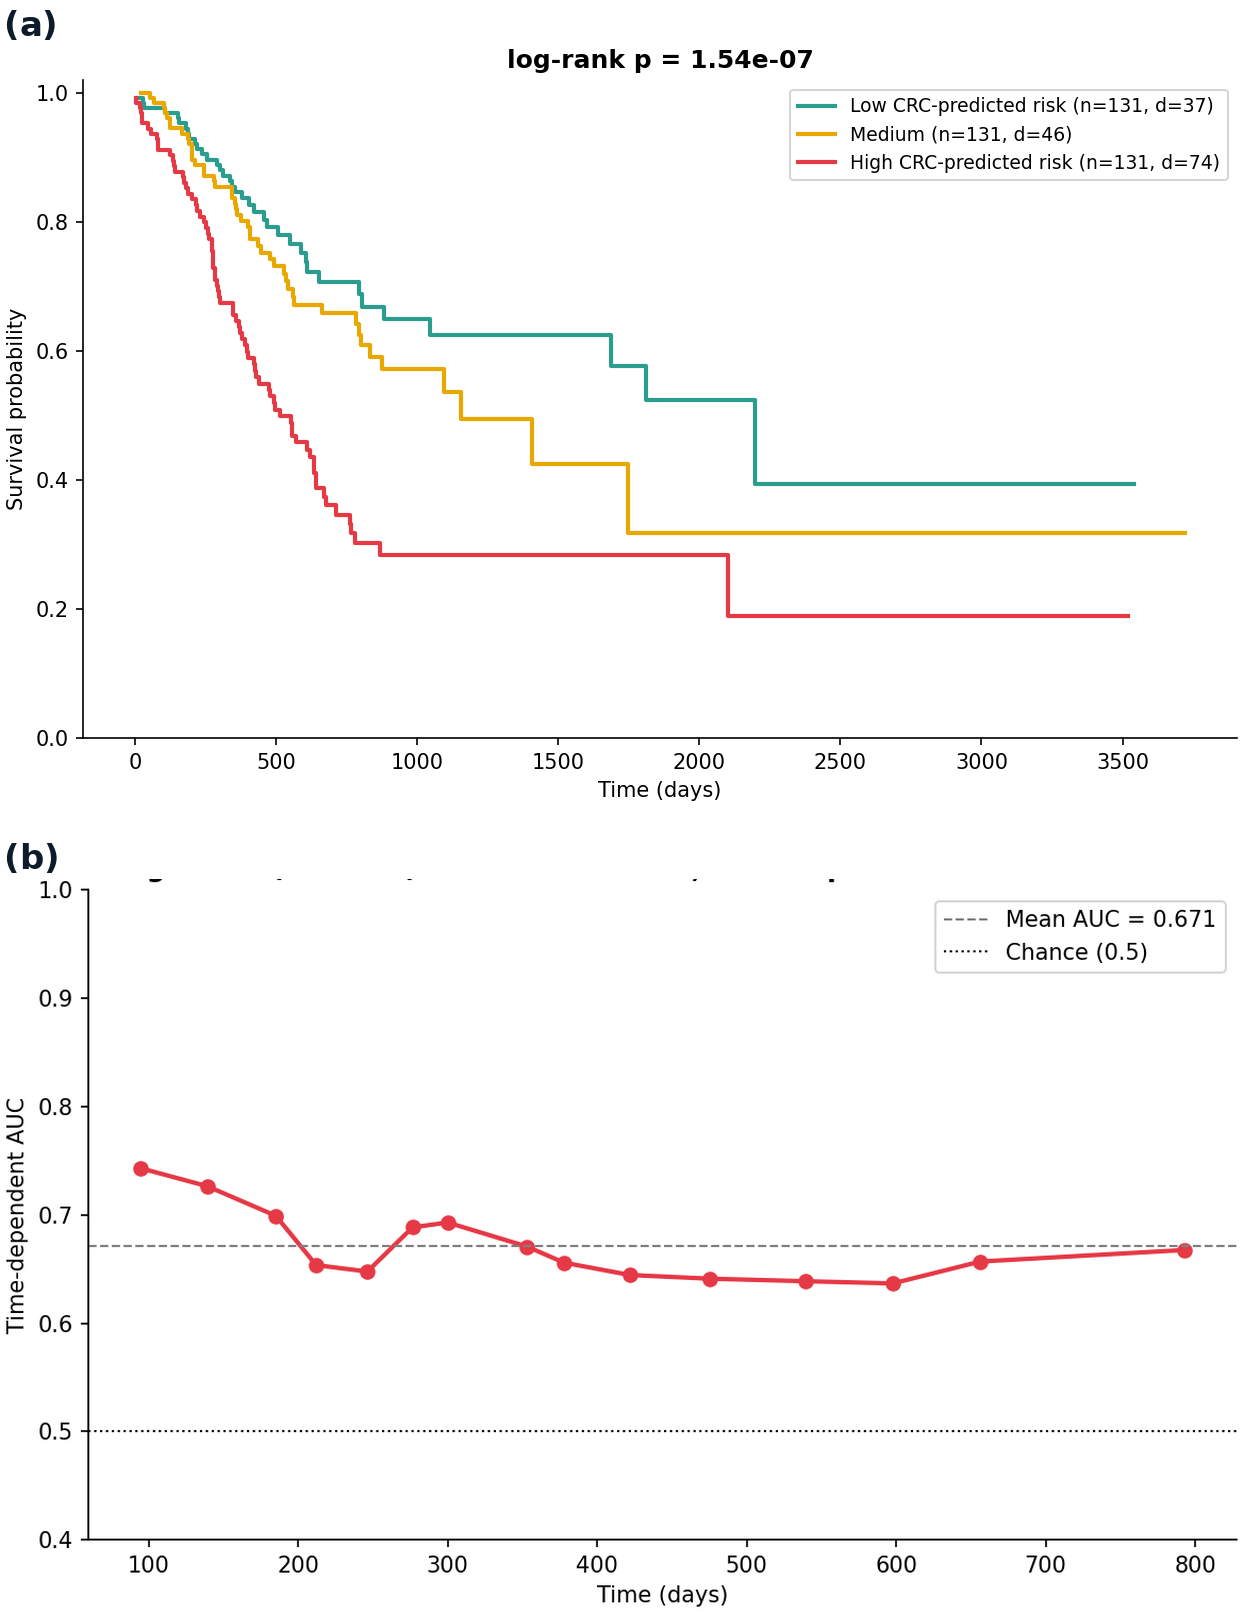 (a)
log-rank p = 1.54e-07
Low CRC-predicted risk (n=131, d=37)
Medium (n=131, d=46)
High CRC-predicted risk (n=131, d=74)
1.0
0.8
0.6
0.4
0.2
0.0
Survival probability
0 500 1000 1500 2000 2500 3000 3500
Time (days)
(b)
Mean AUC = 0.671
Chance (0.5)
1.0
0.9
0.8
0.7
0.6
0.5
0.4
Time-dependent AUC
100 200 300 400 500 600 700 800
Time (days)